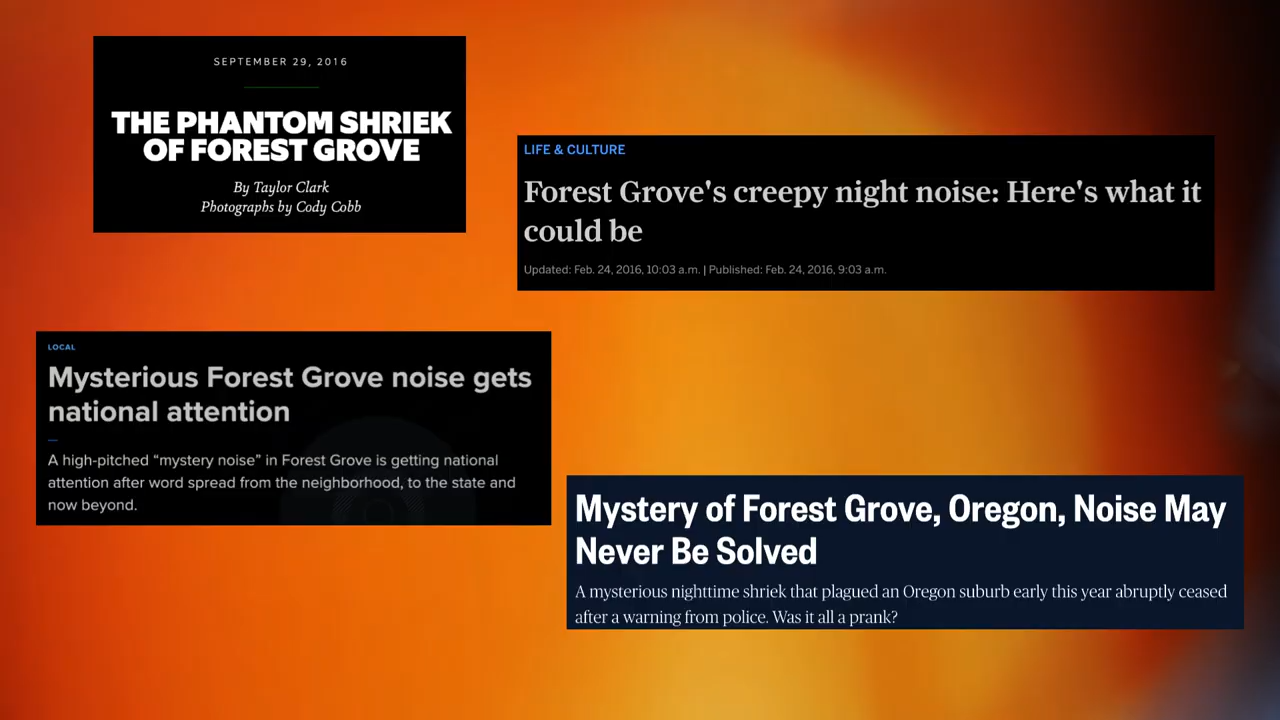 SEPTEMBER 29, 2016
THE PHANTOM SHRIEK
OF FOREST GROVE
By Taylor Clark
Photographs by Cody Cobb
LIFE & CULTURE
Forest Grove's creepy night noise: Here's what it
could be
Updated: Feb. 24, 2016, 10:03 a.m. | Published: Feb. 24, 2016, 9:03 a.m.
LOCAL
Mysterious Forest Grove noise gets
national attention
A high-pitched “mystery noise” in Forest Grove is getting national
attention after word spread from the neighborhood, to the state and
now beyond.
Mystery of Forest Grove, Oregon, Noise May
Never Be Solved
A mysterious nighttime shriek that plagued an Oregon suburb early this year abruptly ceased
after a warning from police. Was it all a prank?